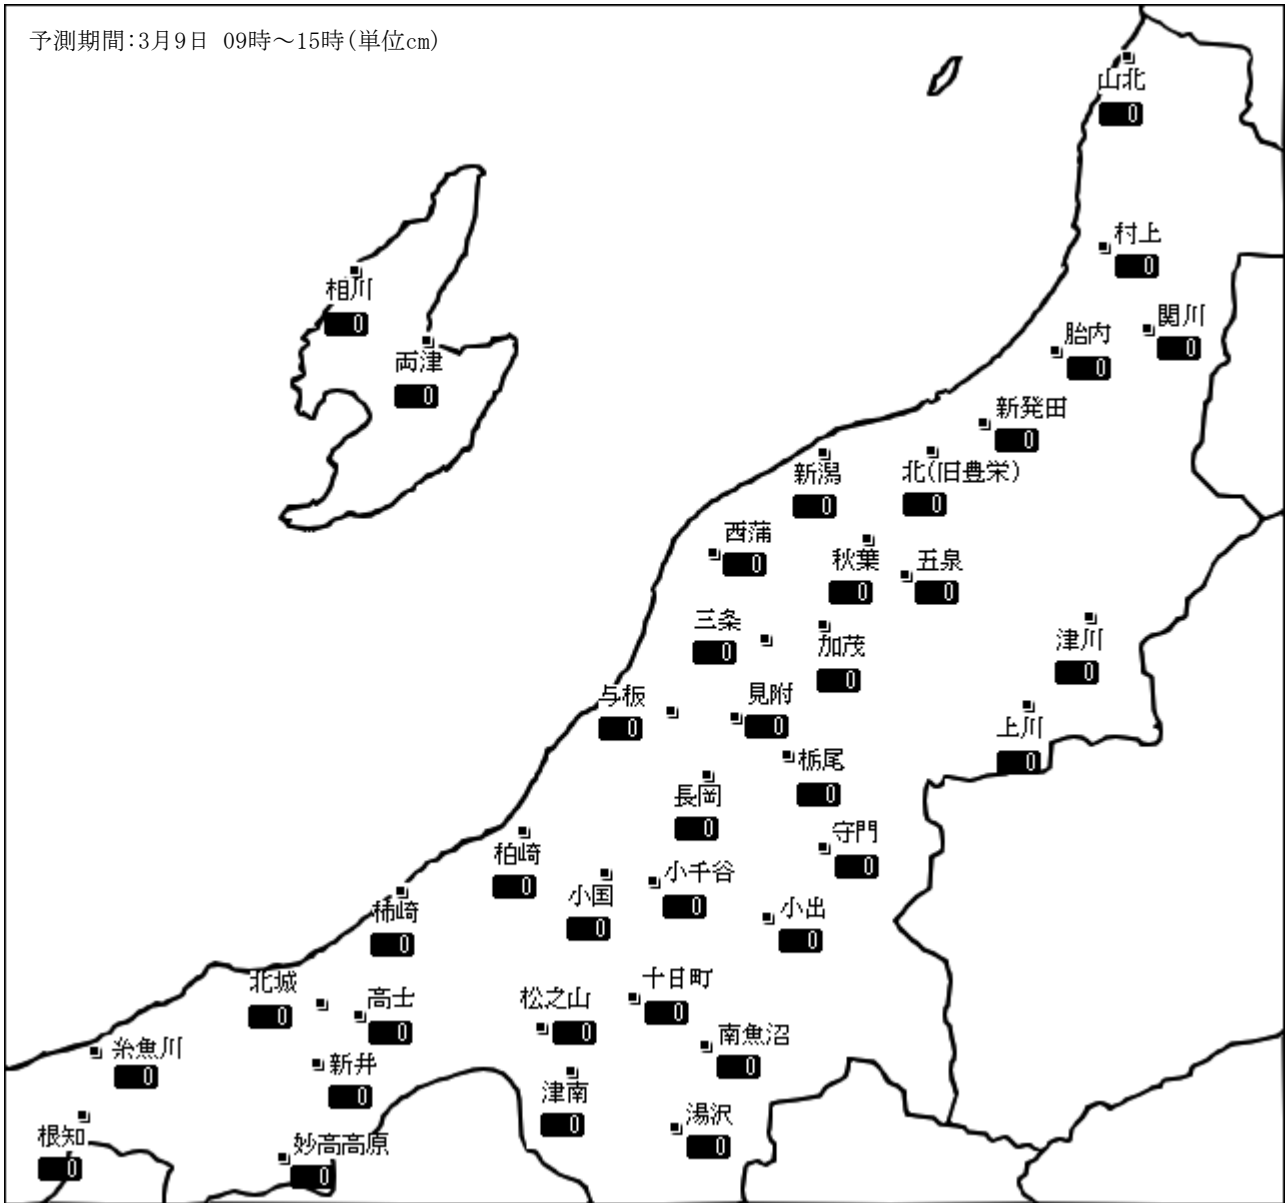 予測期間:3月9日 09時～15時(単位cm)
山北
0
村上
0
相川
0
関川
0
胎内
0
両津
0
新発田
0
新潟
0
北(旧豊栄)
0
西蒲
0
秋葉
0
五泉
0
三条
0
加茂
0
津川
0
与板
0
見附
0
上川
0
栃尾
0
長岡
0
守門
0
柏崎
0
小千谷
0
小国
0
小出
0
柿崎
0
北城
0
高士
0
松之山
0
十日町
0
南魚沼
0
糸魚川
0
新井
0
津南
0
湯沢
0
根知
0
妙高高原
0